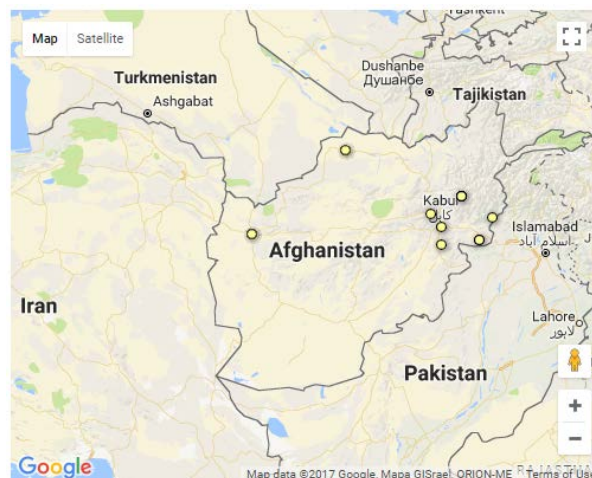 Tashkent
Map Satellite
Dushanbe
Душанбе
Turkmenistan
Ashgabat
Tajikistan
Kabul
کابل
Islamabad
اسلام آباد
Afghanistan
Iran
Lahore
لاہور
Pakistan
+
−
Google
Map data ©2017 Google, Mapa GISrael, ORION-ME Terms of Use